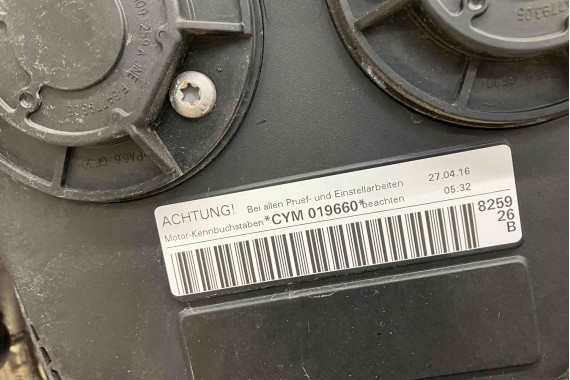 ACHTUNG! Bei allen Pruef- und Einstellarbeiten 27.04.16
Motor-Kennbuchstaben *CYM 019660* beachten 05:32
8259
26
B